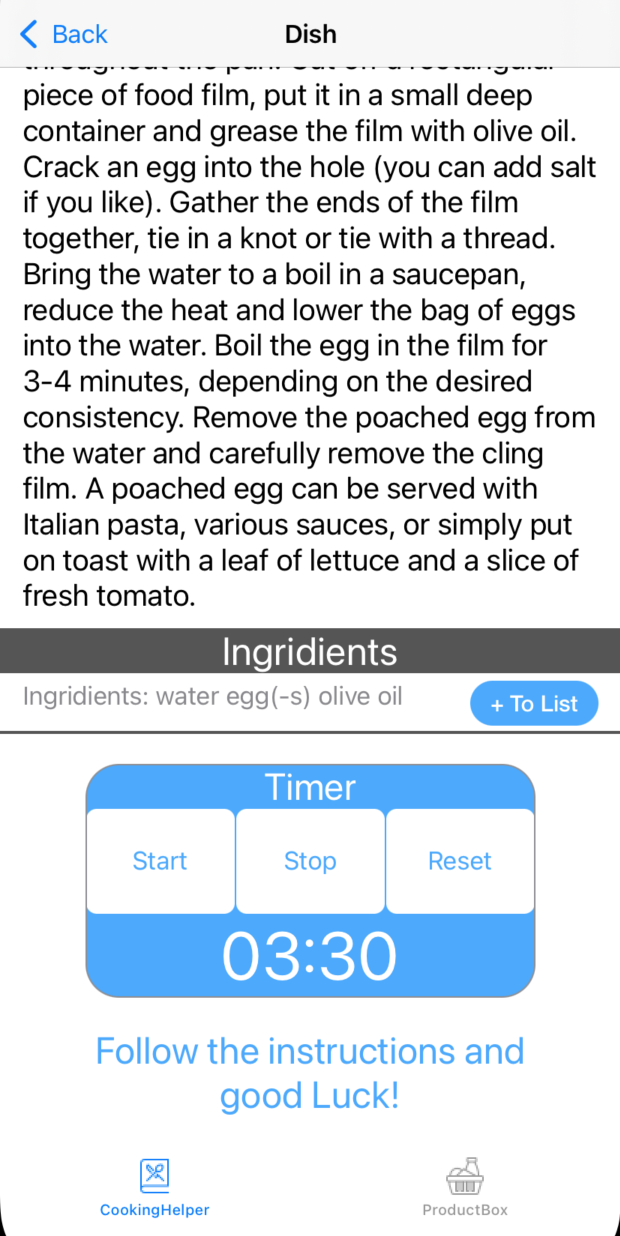 Back
Dish
throughout the pan. Cut off a rectangular
piece of food film, put it in a small deep
container and grease the film with olive oil.
Crack an egg into the hole (you can add salt
if you like). Gather the ends of the film
together, tie in a knot or tie with a thread.
Bring the water to a boil in a saucepan,
reduce the heat and lower the bag of eggs
into the water. Boil the egg in the film for
3-4 minutes, depending on the desired
consistency. Remove the poached egg from
the water and carefully remove the cling
film. A poached egg can be served with
Italian pasta, various sauces, or simply put
on toast with a leaf of lettuce and a slice of
fresh tomato.
Ingridients
Ingridients: water egg(-s) olive oil
+ To List
Timer
Start
Stop
Reset
03:30
Follow the instructions and
good Luck!
CookingHelper
ProductBox